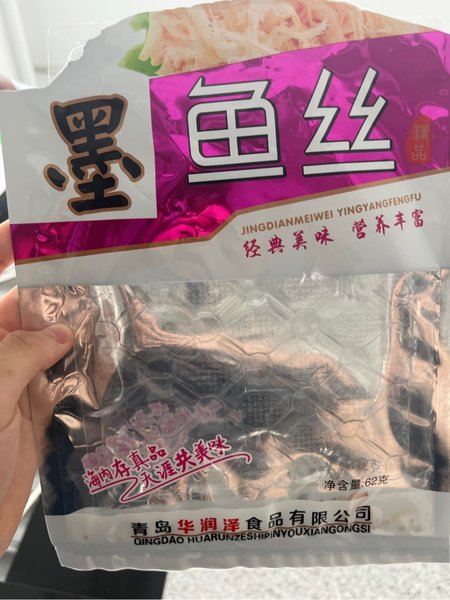 墨鱼丝
精品
JINGDIANMEIWEI YINGYANGFENGFU
经典美味 营养丰富
海内存真品
天涯共美味
净含量:62克
青岛华润泽食品有限公司
QINGDAO HUARUNZESHIPINYOUXIANGONGSI